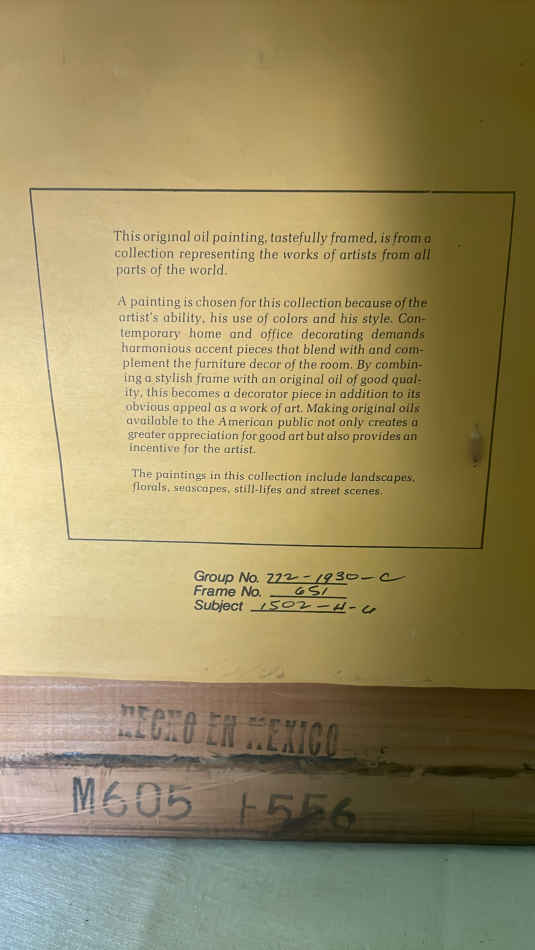 This original oil painting, tastefully framed, is from a
collection representing the works of artists from all
parts of the world.
A painting is chosen for this collection because of the
artist's ability, his use of colors and his style. Con-
temporary home and office decorating demands
harmonious accent pieces that blend with and com-
plement the furniture decor of the room. By combin-
ing a stylish frame with an original oil of good qual-
ity, this becomes a decorator piece in addition to its
obvious appeal as a work of art. Making original oils
available to the American public not only creates a
greater appreciation for good art but also provides an
incentive for the artist.
The paintings in this collection include landscapes,
florals, seascapes, still-lifes and street scenes.
Group No. 772-1930-C
Frame No. 651
Subject 1502-H-
HECHO EN MEXICO
M605 1556